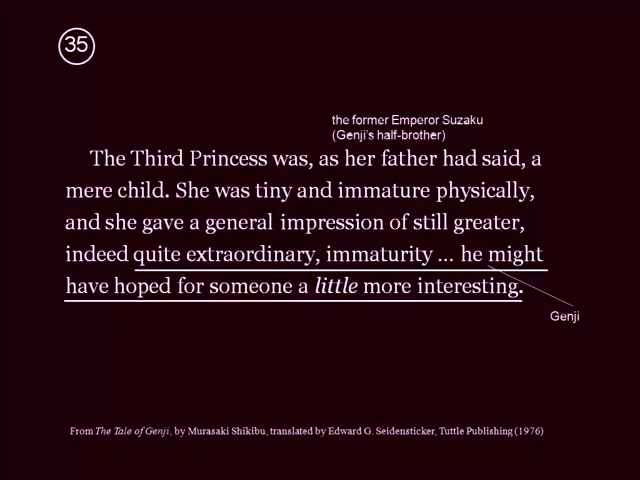 35
the former Emperor Suzaku
(Genji's half-brother)
The Third Princess was, as her father had said, a
mere child. She was tiny and immature physically,
and she gave a general impression of still greater,
indeed quite extraordinary, immaturity ... he might
have hoped for someone a little more interesting.
Genji
From The Tale of Genji, by Murasaki Shikibu, translated by Edward G. Seidensticker, Tuttle Publishing (1976)